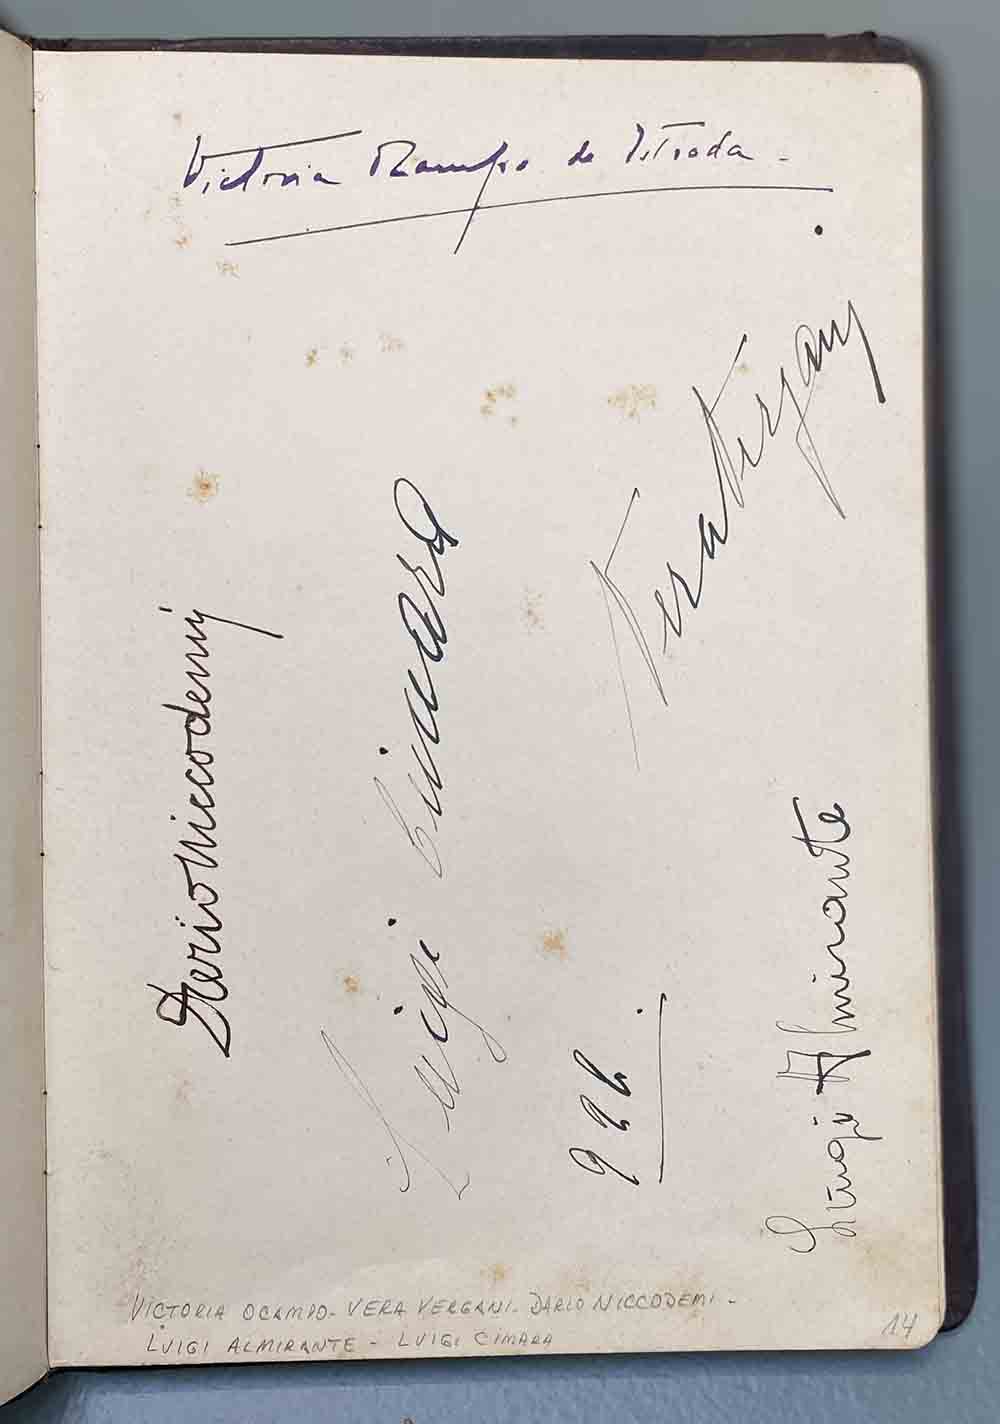 Victoria Ocampo de Estrada -
Vera Vergani
Dario Niccodemi
Luigi Cimara
926.
Luigi Almirante
VICTORIA OCAMPO - VERA VERGANI - DARIO NICCODEMI -
LUIGI ALMIRANTE - LUIGI CIMARA
14